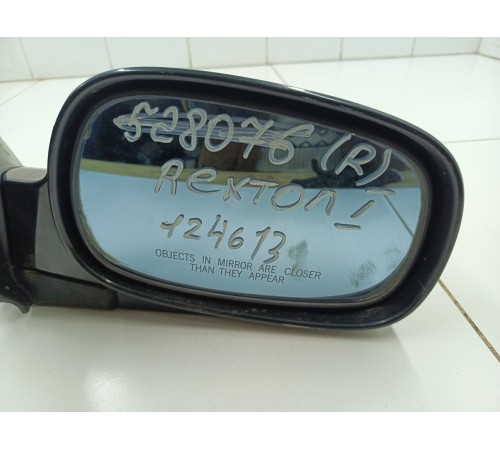 528076 (R)
REXTON I
124613
OBJECTS IN MIRROR ARE CLOSER
THAN THEY APPEAR